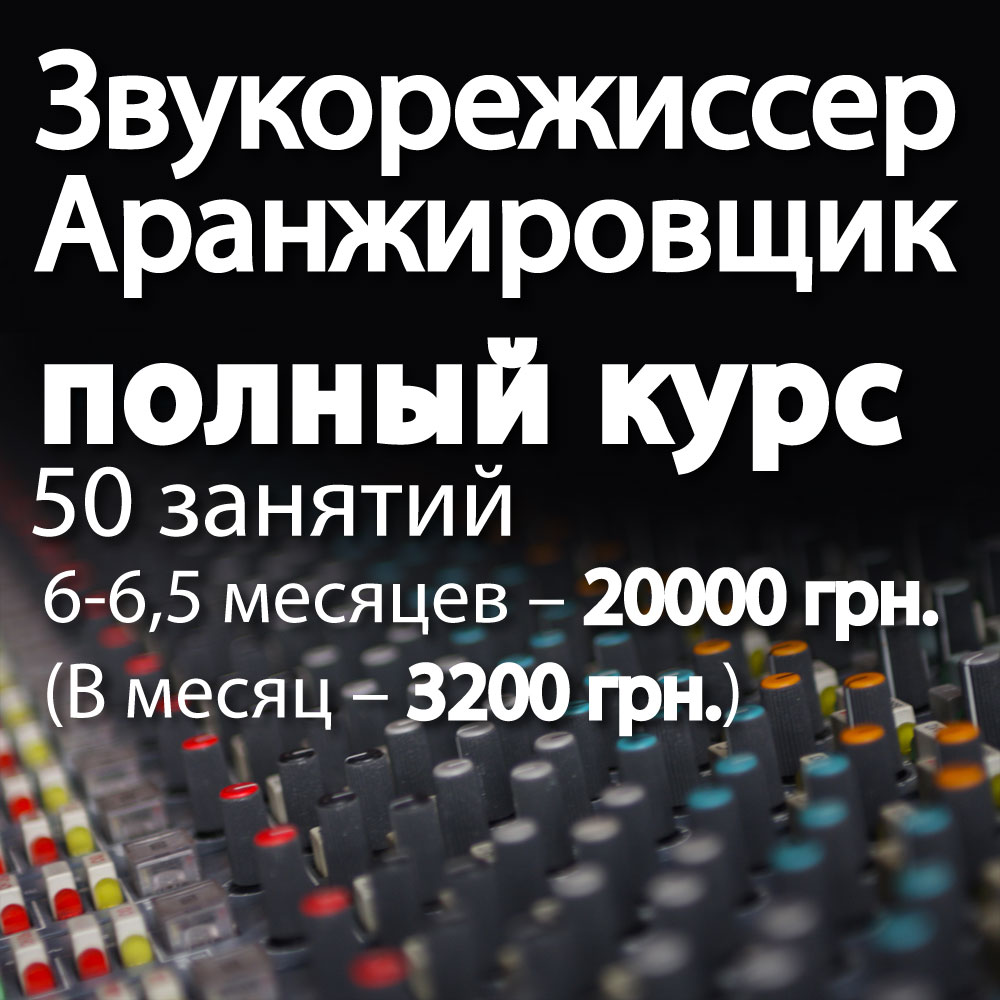 Звукорежиссер
Аранжировщик
полный курс
50 занятий
6-6,5 месяцев – 20000 грн.
(В месяц – 3200 грн.)